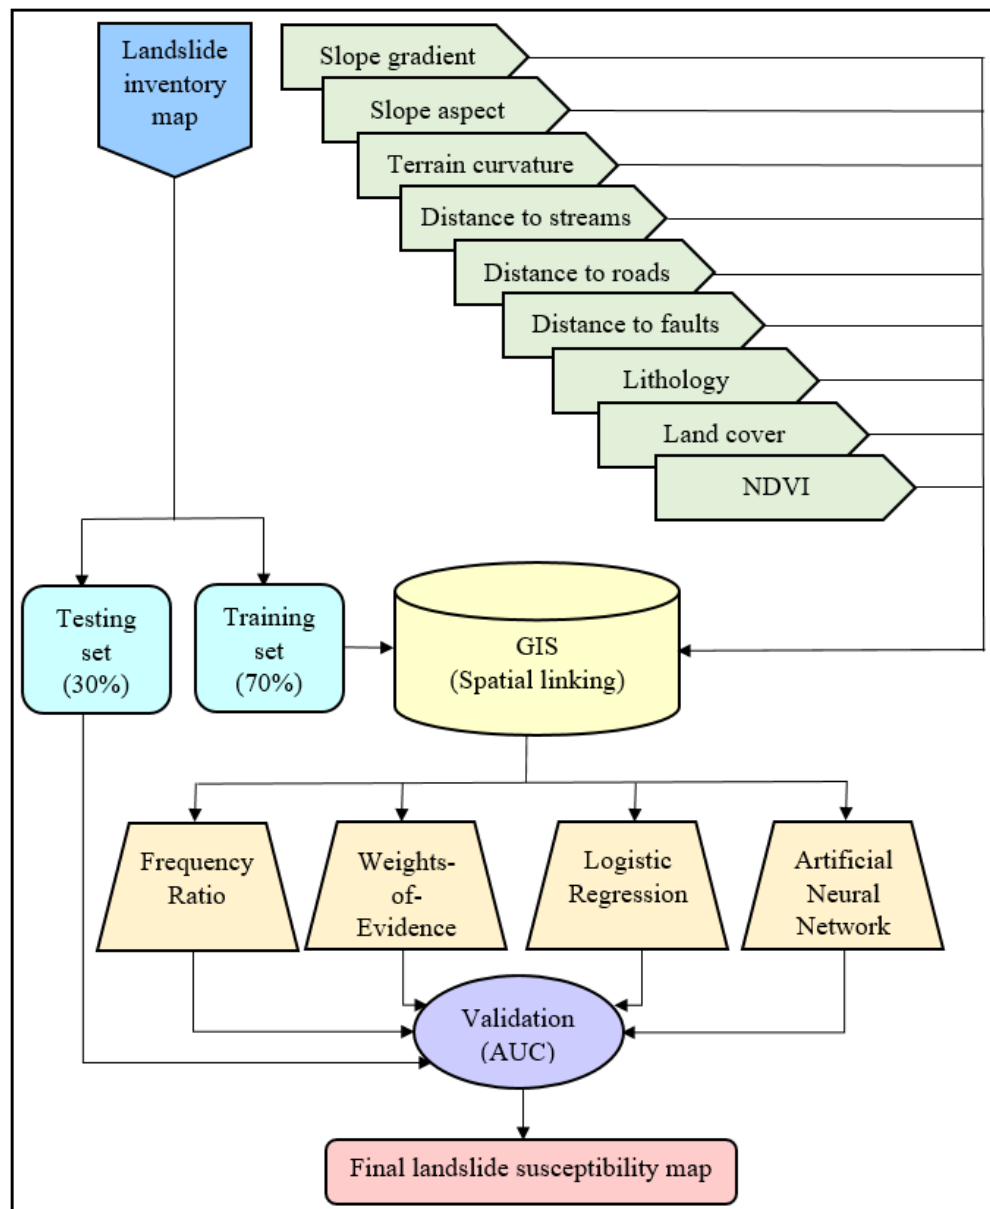 Landslide
inventory
map
Slope gradient
Slope aspect
Terrain curvature
Distance to streams
Distance to roads
Distance to faults
Lithology
Land cover
NDVI
Testing
set
(30%)
Training
set
(70%)
GIS
(Spatial linking)
Frequency
Ratio
Weights-
of-
Evidence
Logistic
Regression
Artificial
Neural
Network
Validation
(AUC)
Final landslide susceptibility map